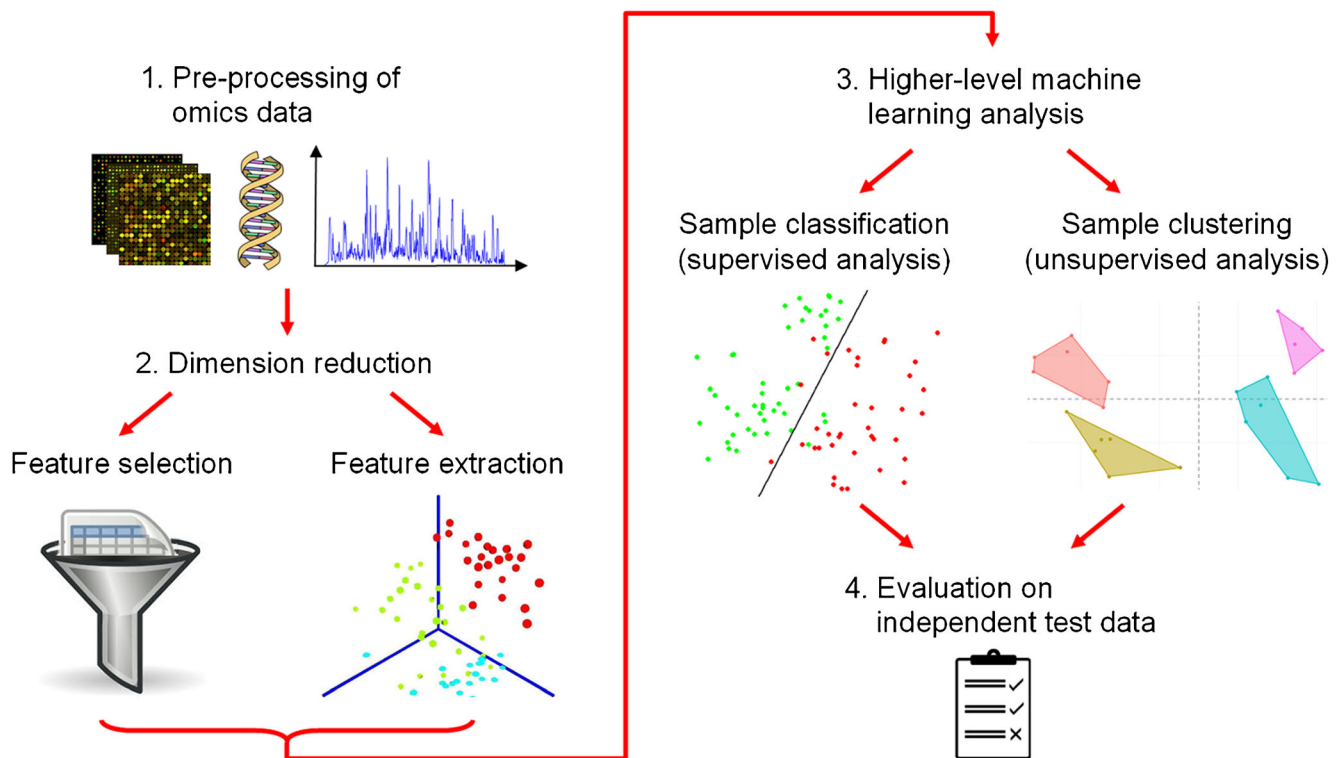 1. Pre-processing of
omics data
2. Dimension reduction
Feature selection
Feature extraction
3. Higher-level machine
learning analysis
Sample classification
(supervised analysis)
Sample clustering
(unsupervised analysis)
4. Evaluation on
independent test data